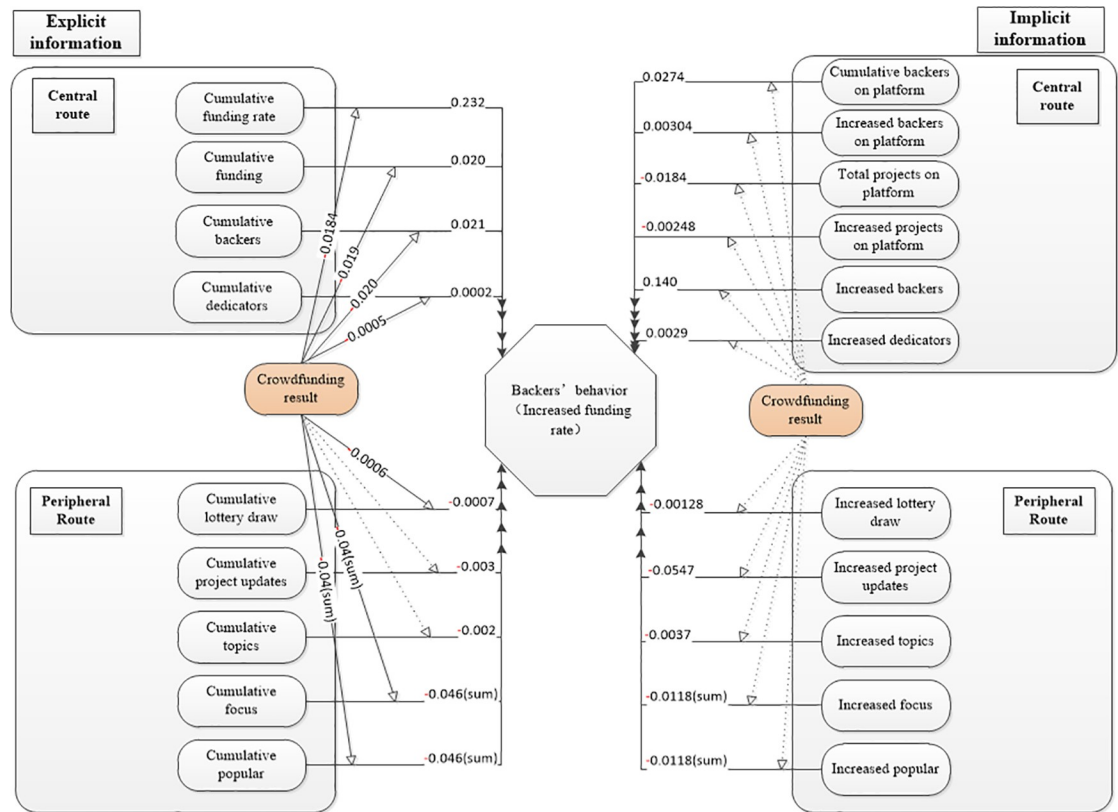 Explicit
information
Implicit
information
Central
route
Cumulative
funding rate
0.232
Cumulative
funding
0.020
Cumulative
backers
0.021
Cumulative
dedicators
0.0002
-0.0184
-0.019
-0.020
-0.0005
Crowdfunding
result
Peripheral
Route
Cumulative
lottery draw
-0.0007
Cumulative
project updates
-0.003
Cumulative
topics
-0.002
Cumulative
focus
-0.046(sum)
Cumulative
popular
-0.046(sum)
-0.0006
-0.04(sum)
-0.04(sum)
Backers’ behavior
（Increased funding
rate）
Central
route
0.0274
Cumulative backers
on platform
0.00304
Increased backers
on platform
-0.0184
Total projects on
platform
-0.00248
Increased projects
on platform
0.140
Increased backers
0.0029
Increased dedicators
Crowdfunding
result
Peripheral
Route
-0.00128
Increased lottery
draw
-0.0547
Increased project
updates
-0.0037
Increased topics
-0.0118(sum)
Increased focus
-0.0118(sum)
Increased popular